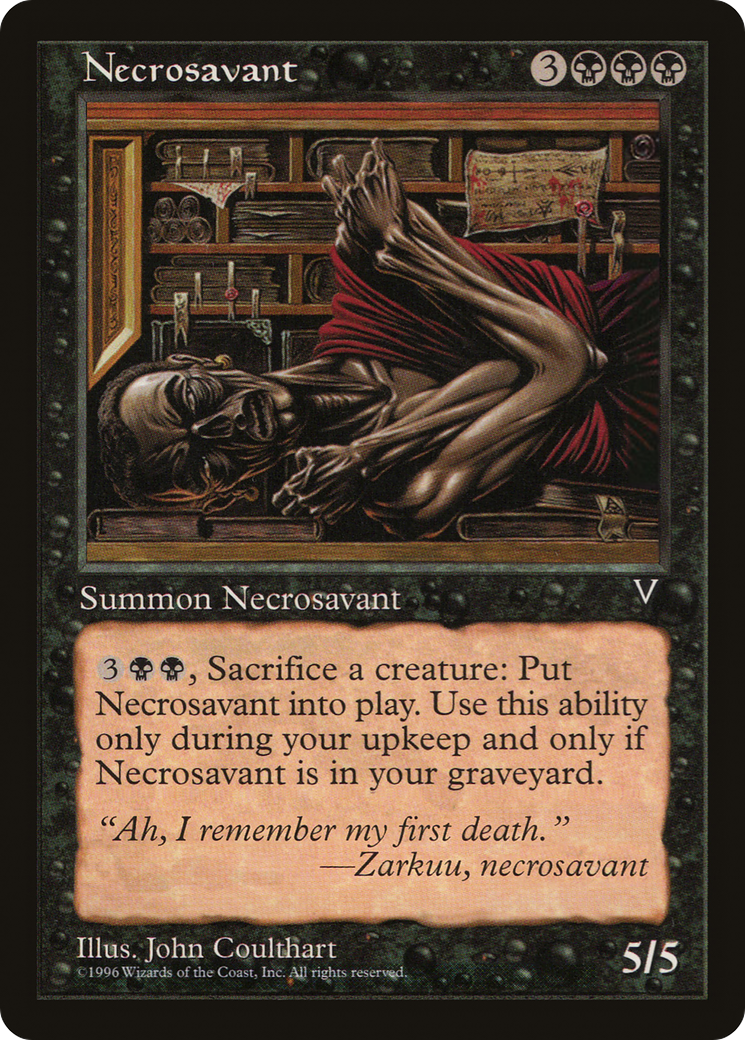 Necrosavant 3
Summon Necrosavant V
3, Sacrifice a creature: Put
Necrosavant into play. Use this ability
only during your upkeep and only if
Necrosavant is in your graveyard.
“Ah, I remember my first death.”
—Zarkuu, necrosavant
Illus. John Coulthart
©1996 Wizards of the Coast, Inc. All rights reserved.
5/5